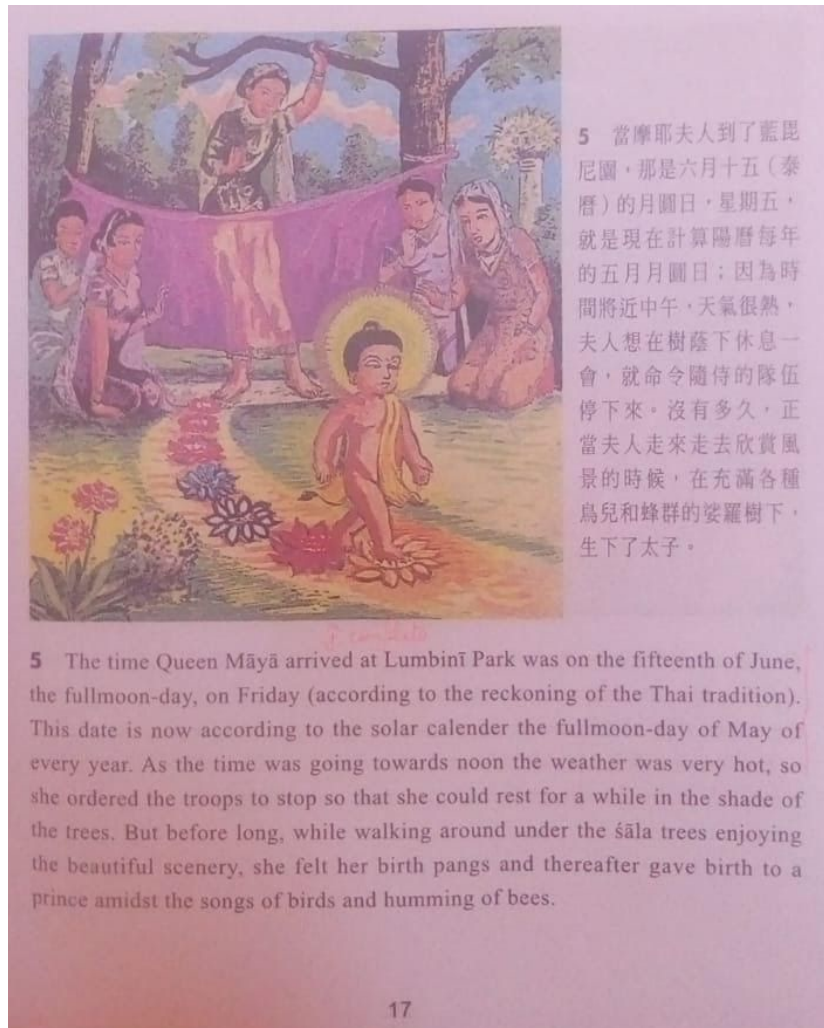 5 當摩耶夫人到了藍毘
尼園，那是六月十五（泰
曆）的月圓日，星期五，
就是現在計算陽曆每年
的五月月圓日；因為時
間將近中午，天氣很熱，
夫人想在樹蔭下休息一
會，就命令隨侍的隊伍
停下來。沒有多久，正
當夫人走來走去欣賞風
景的時候，在充滿各種
鳥兒和蜂群的娑羅樹下，
生下了太子。
5 The time Queen Māyā arrived at Lumbinī Park was on the fifteenth of June,
the fullmoon-day, on Friday (according to the reckoning of the Thai tradition).
This date is now according to the solar calender the fullmoon-day of May of
every year. As the time was going towards noon the weather was very hot, so
she ordered the troops to stop so that she could rest for a while in the shade of
the trees. But before long, while walking around under the śāla trees enjoying
the beautiful scenery, she felt her birth pangs and thereafter gave birth to a
prince amidst the songs of birds and humming of bees.
17